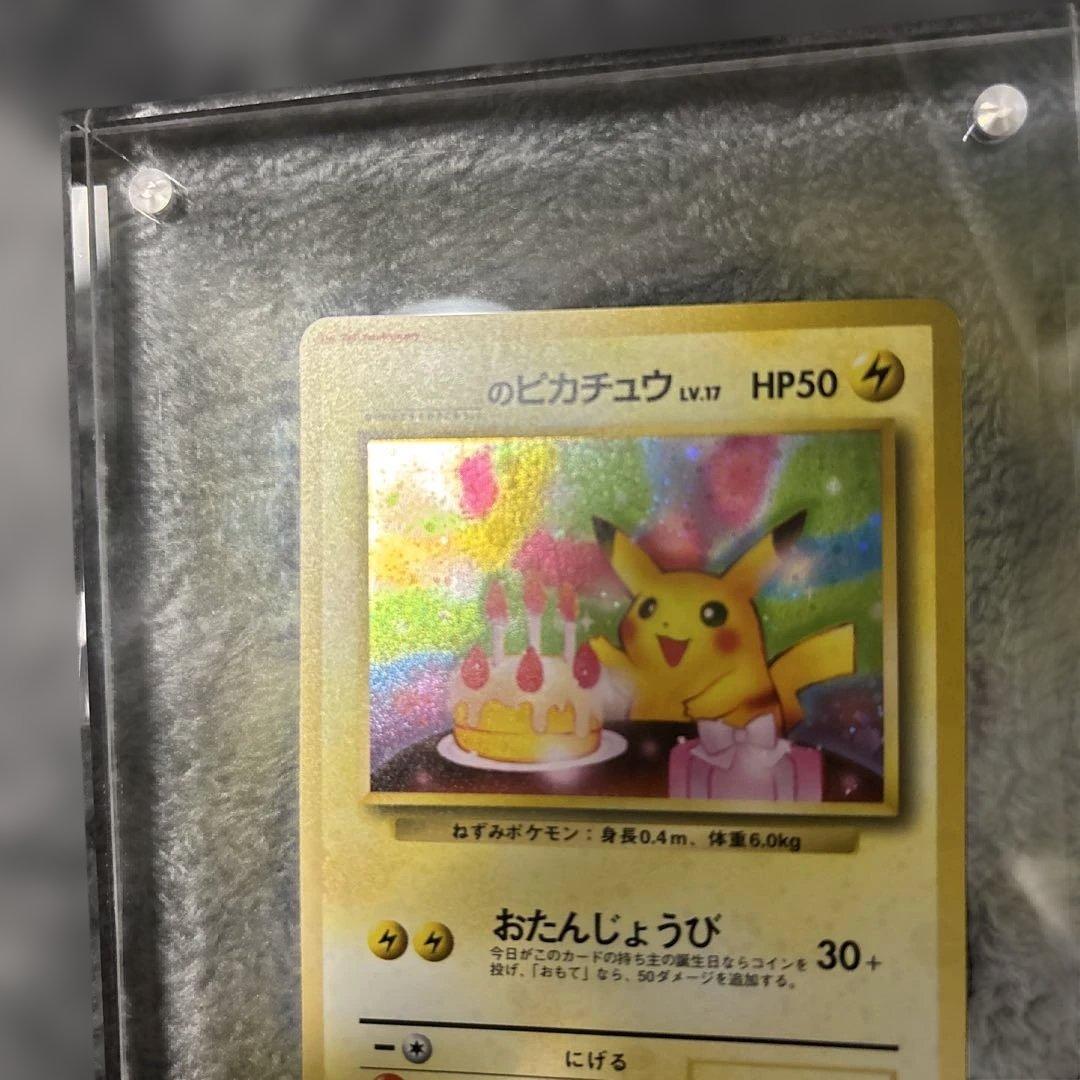 のピカチュウ LV.17 HP50
ねずみポケモン：身長0.4m、体重6.0kg
おたんじょうび 30+
今日がこのカードの持ち主の誕生日ならコインを
投げ、「おもて」なら、50ダメージを追加する。
にげる